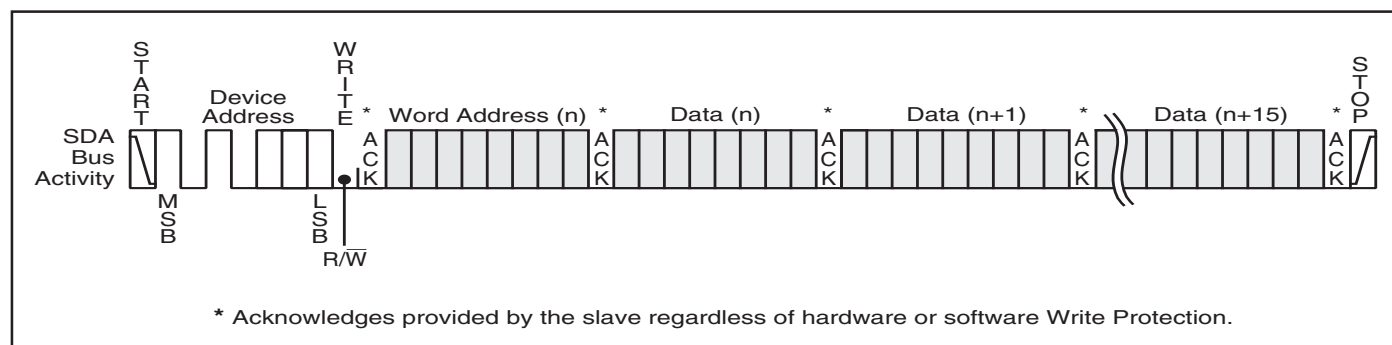 START
WRITE
STOP
Device
Address
* Word Address (n) * Data (n) * Data (n+1) * Data (n+15) *
SDA
Bus
Activity
ACK
ACK
ACK
ACK
ACK
MSB
LSB
R/W̅
* Acknowledges provided by the slave regardless of hardware or software Write Protection.